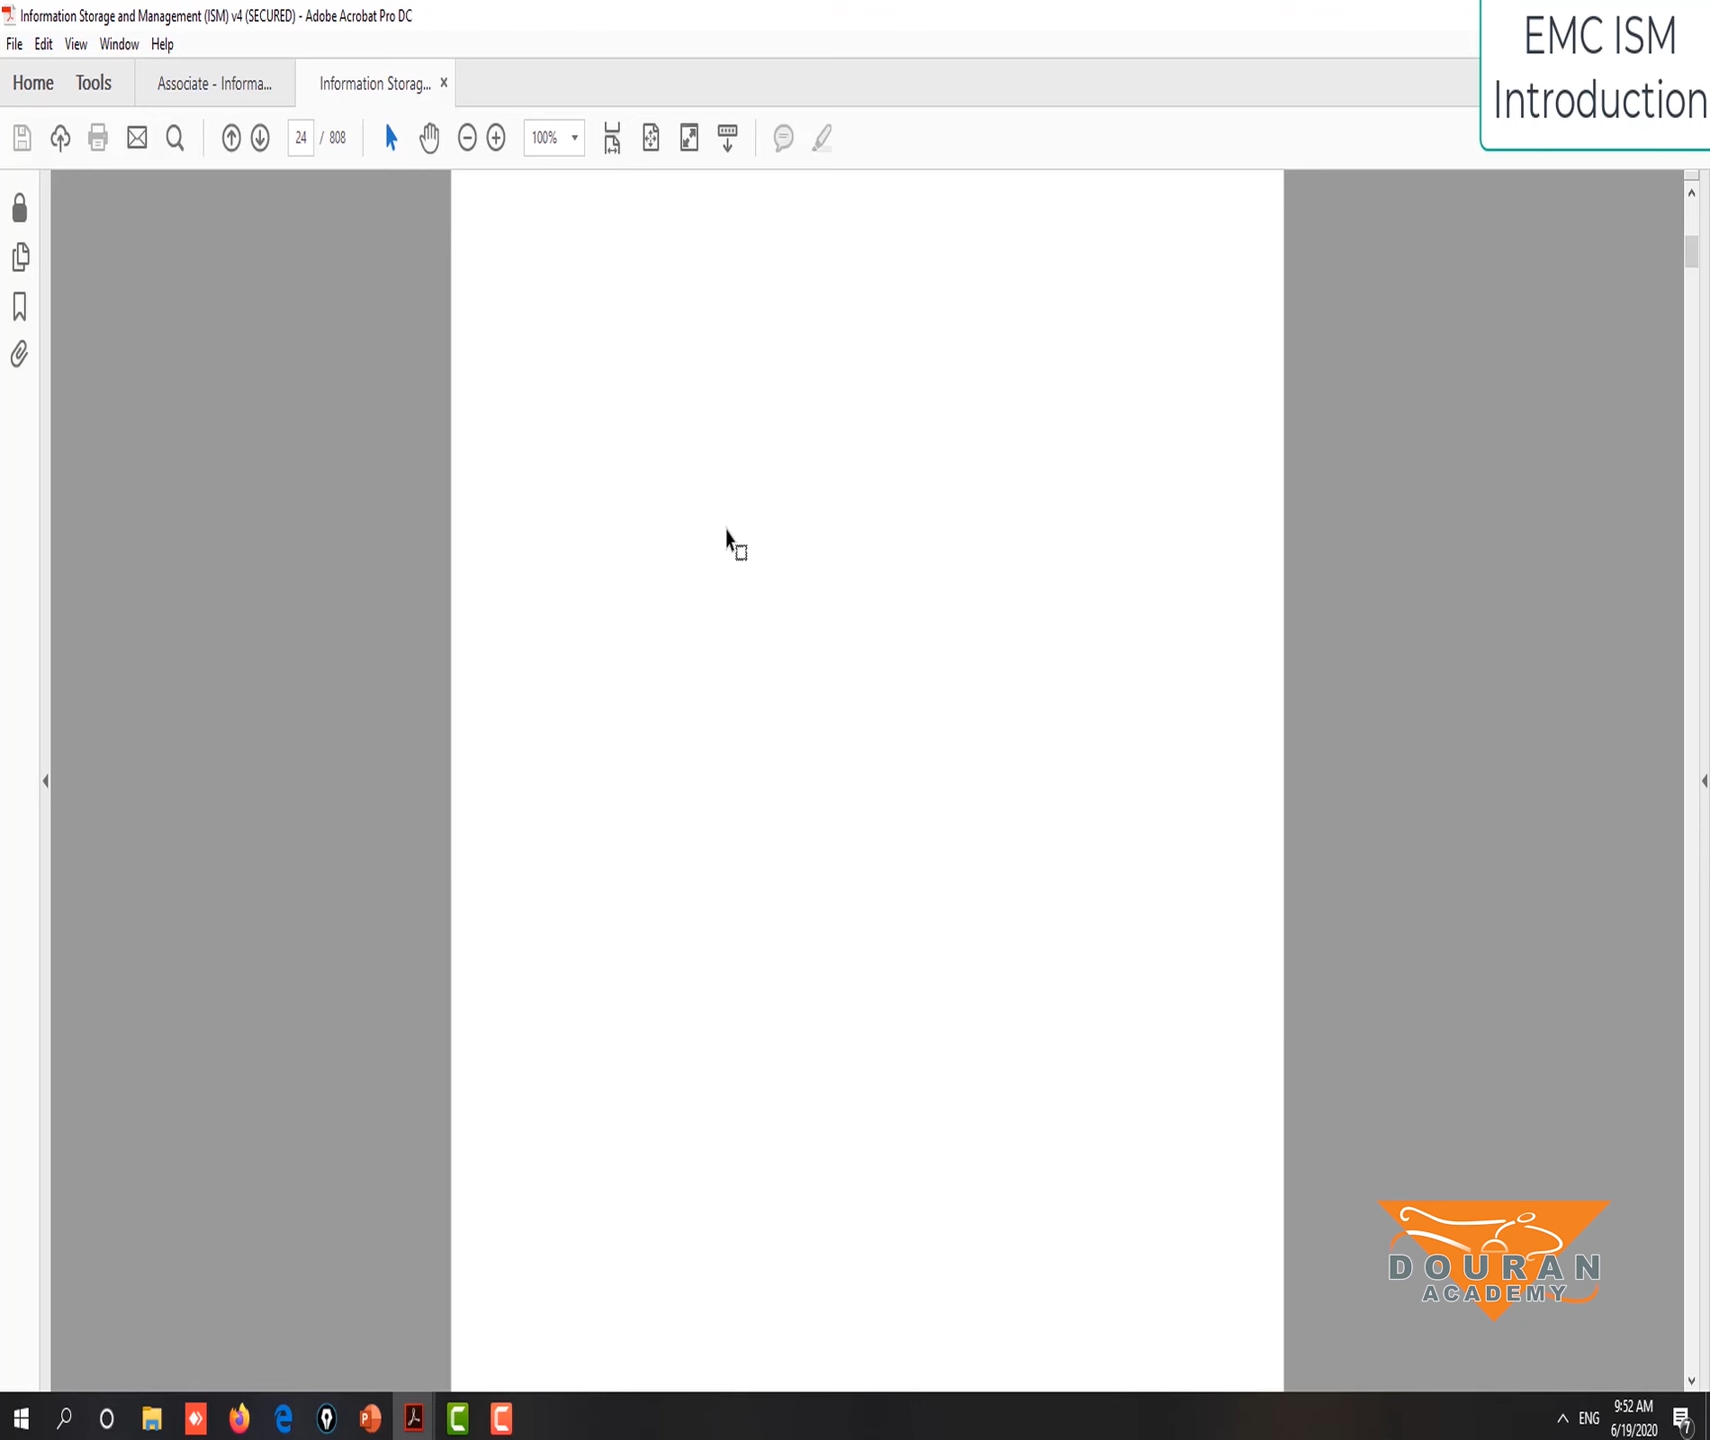 Information Storage and Management (ISM) v4 (SECURED) - Adobe Acrobat Pro DC
File Edit View Window Help
EMC ISM
Introduction
Home Tools Associate - Informa... Information Storag... ×
24 / 808 100%
DOURAN
ACADEMY
9:52 AM
ENG
6/19/2020
7